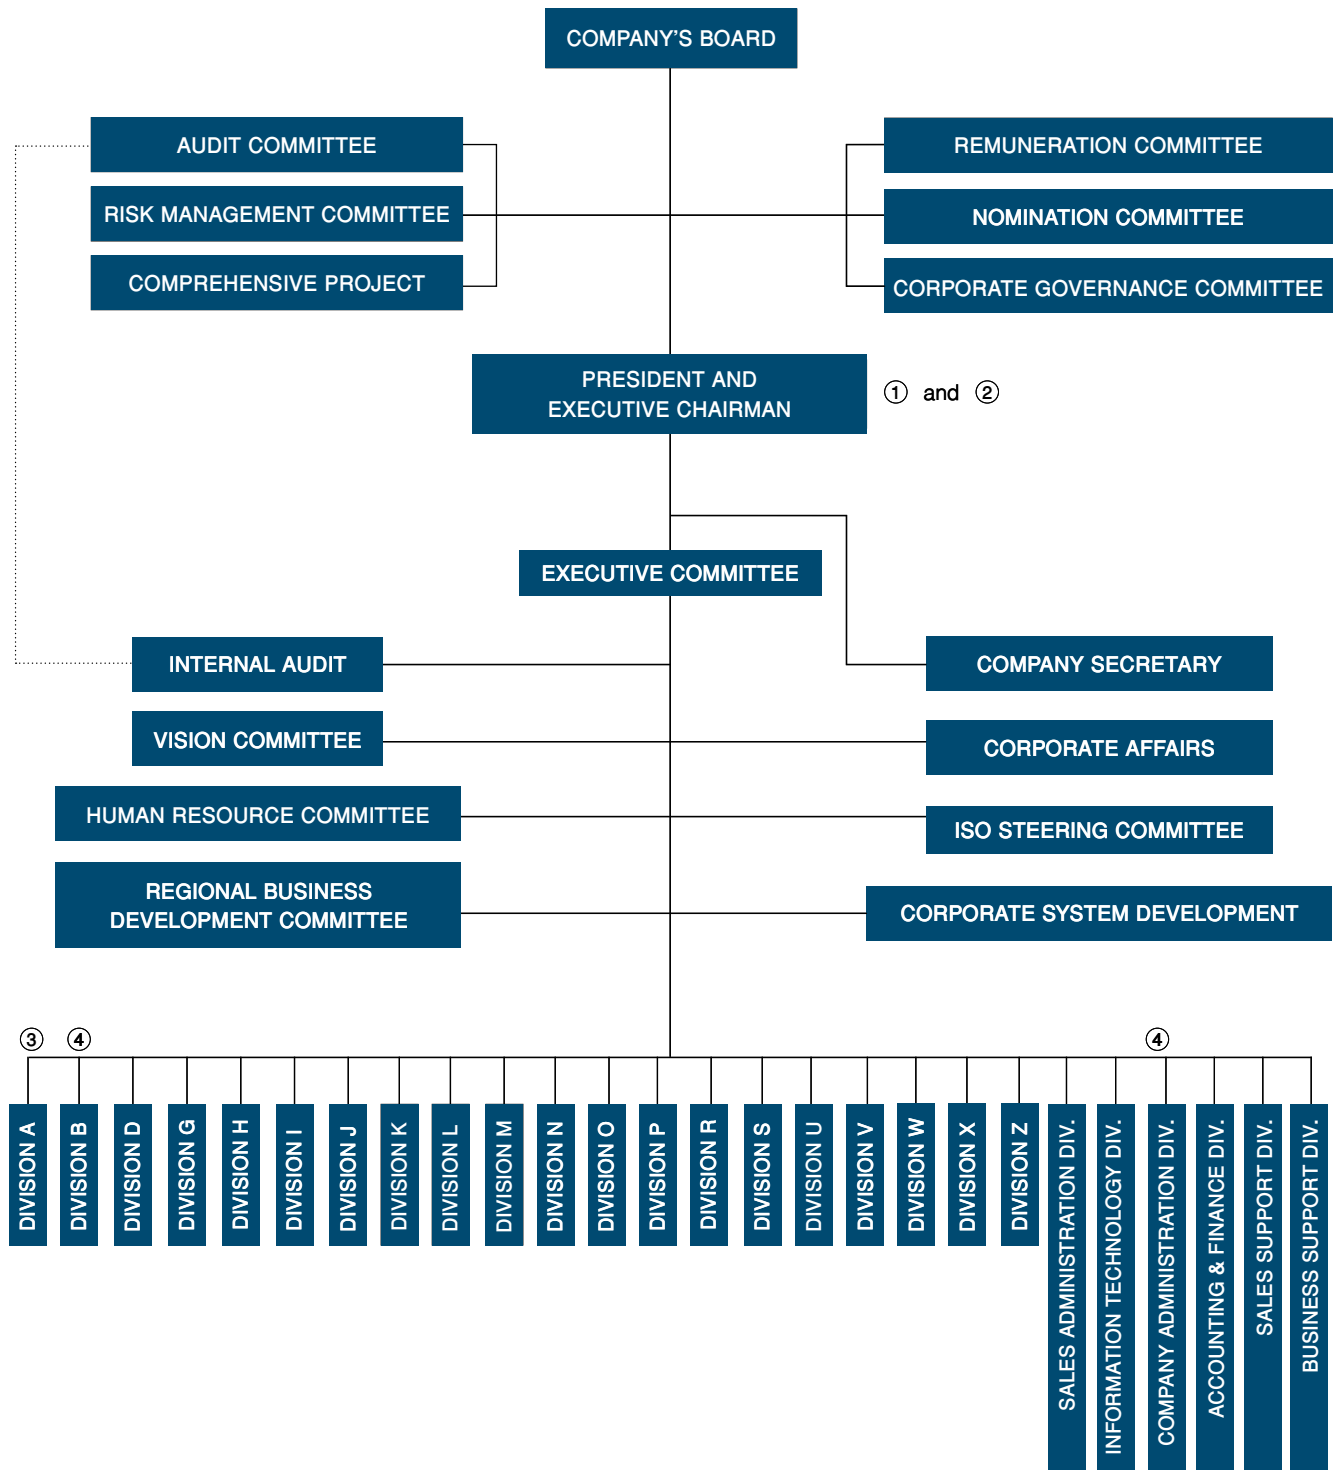 COMPANY'S BOARD
AUDIT COMMITTEE
REMUNERATION COMMITTEE
RISK MANAGEMENT COMMITTEE
NOMINATION COMMITTEE
COMPREHENSIVE PROJECT
CORPORATE GOVERNANCE COMMITTEE
PRESIDENT AND
EXECUTIVE CHAIRMAN
① and ②
EXECUTIVE COMMITTEE
INTERNAL AUDIT
COMPANY SECRETARY
VISION COMMITTEE
CORPORATE AFFAIRS
HUMAN RESOURCE COMMITTEE
ISO STEERING COMMITTEE
REGIONAL BUSINESS
DEVELOPMENT COMMITTEE
CORPORATE SYSTEM DEVELOPMENT
③
④
④
DIVISION A
DIVISION B
DIVISION D
DIVISION G
DIVISION H
DIVISION I
DIVISION J
DIVISION K
DIVISION L
DIVISION M
DIVISION N
DIVISION O
DIVISION P
DIVISION R
DIVISION S
DIVISION U
DIVISION V
DIVISION W
DIVISION X
DIVISION Z
SALES ADMINISTRATION DIV.
INFORMATION TECHNOLOGY DIV.
COMPANY ADMINISTRATION DIV.
ACCOUNTING & FINANCE DIV.
SALES SUPPORT DIV.
BUSINESS SUPPORT DIV.